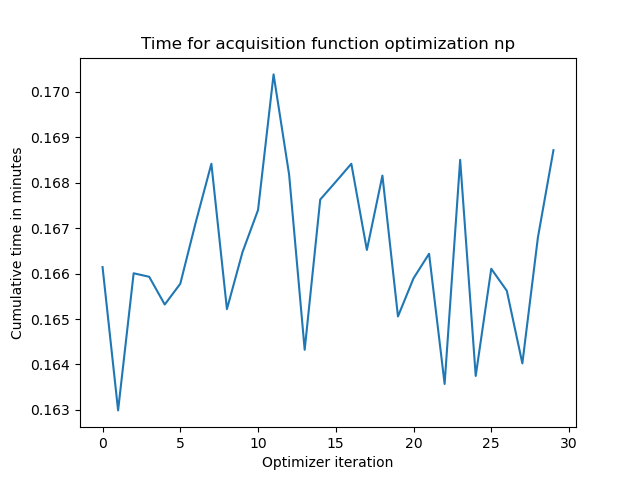 Time for acquisition function optimization np
Cumulative time in minutes
0.170
0.169
0.168
0.167
0.166
0.165
0.164
0.163
0 5 10 15 20 25 30
Optimizer iteration